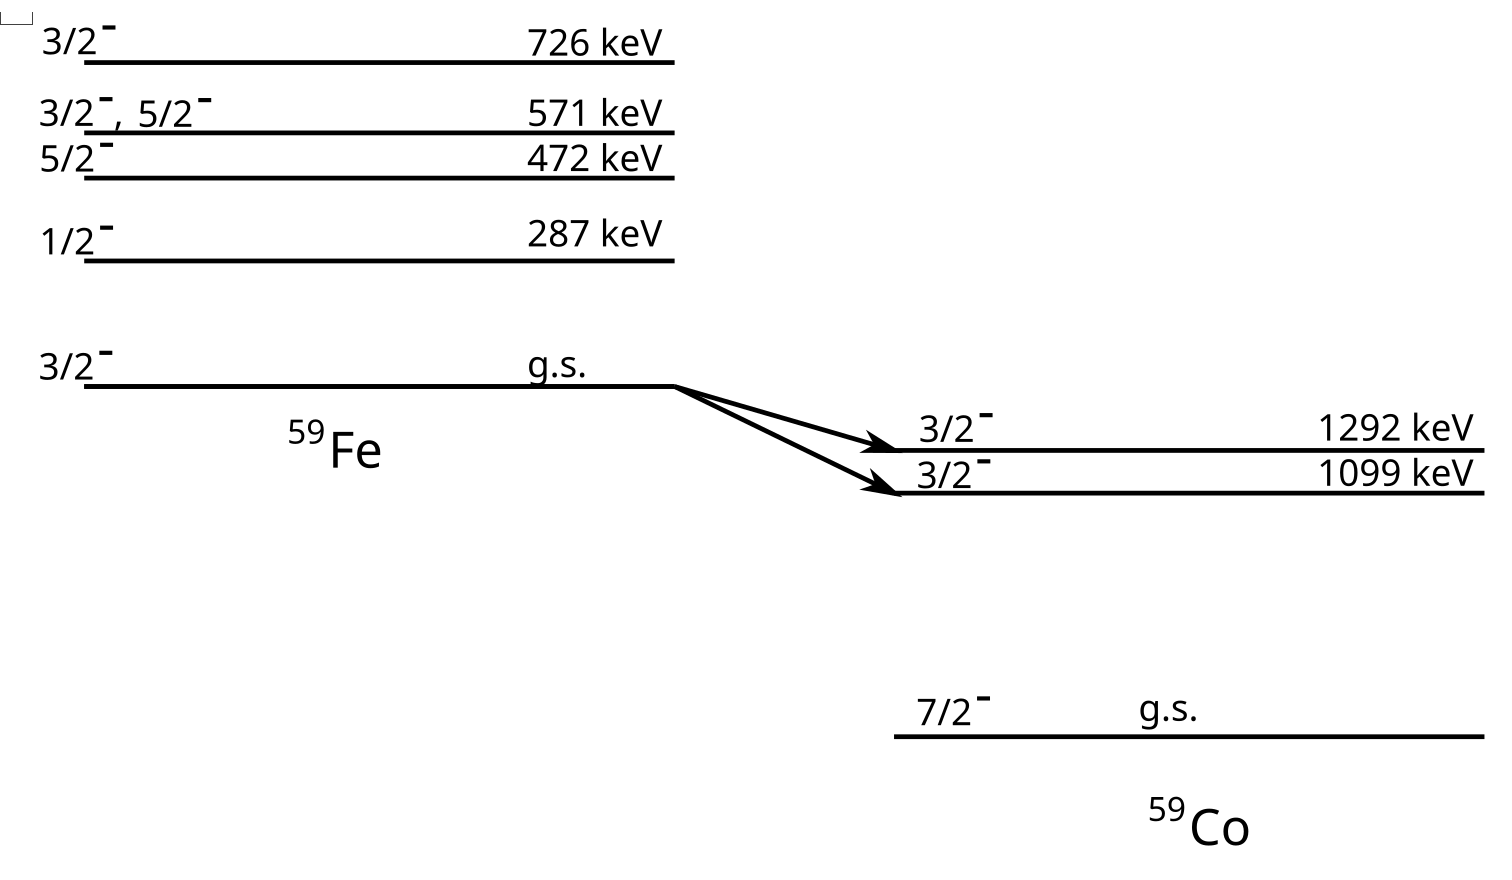 3/2⁻ 726 keV
3/2⁻, 5/2⁻ 571 keV
5/2⁻ 472 keV
1/2⁻ 287 keV
3/2⁻ g.s.
⁵⁹Fe
3/2⁻ 1292 keV
3/2⁻ 1099 keV
7/2⁻ g.s.
⁵⁹Co